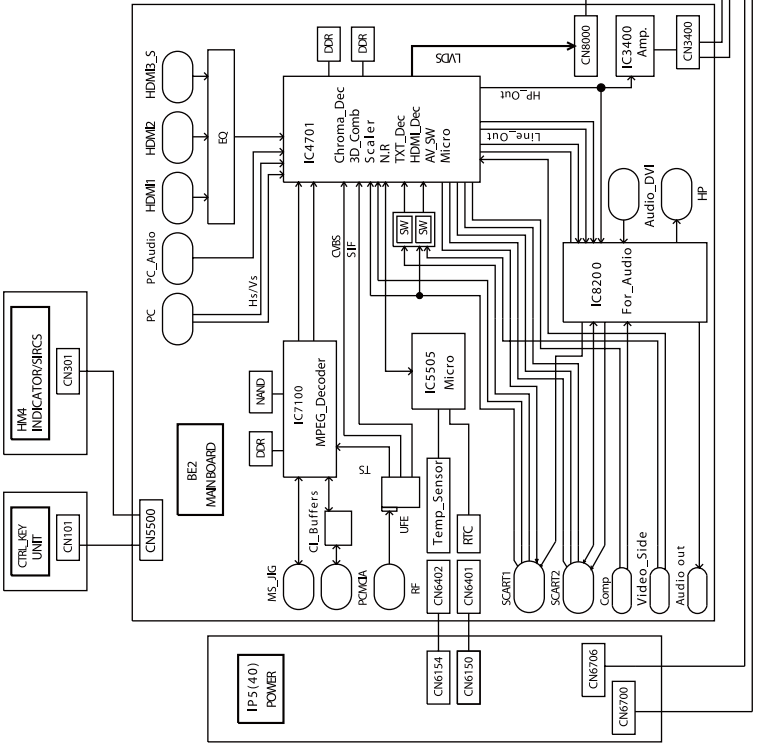 CN8000
IC3400
Amp.
CN3400
DDR
DDR
LVDS
HDMI3_S
HDMI2
HDMI1
EQ
IC4701
Chroma_Dec
3D_Comb
Scaler
N.R
TXT_Dec
HDMI_Dec
AV_SW
Micro
HP_Out
Line_Out
PC_Audio
PC
Hs/Vs
CVBS
SIF
SW
SW
Audio_DVI
HP
IC8200
For_Audio
HM4
INDICATOR/SIRCS
CN301
BE2
MAIN BOARD
NAND
DDR
IC7100
MPEG_Decoder
IC5505
Micro
TS
CTRL_KEY
UNIT
CN101
CN5500
CI_Buffers
UFE
Temp_Sensor
RTC
MS_JIG
PCMCIA
RF
CN6402
CN6401
SCART1
SCART2
Comp
Video_Side
Audio out
IP5(40)
POWER
CN6154
CN6150
CN6706
CN6700